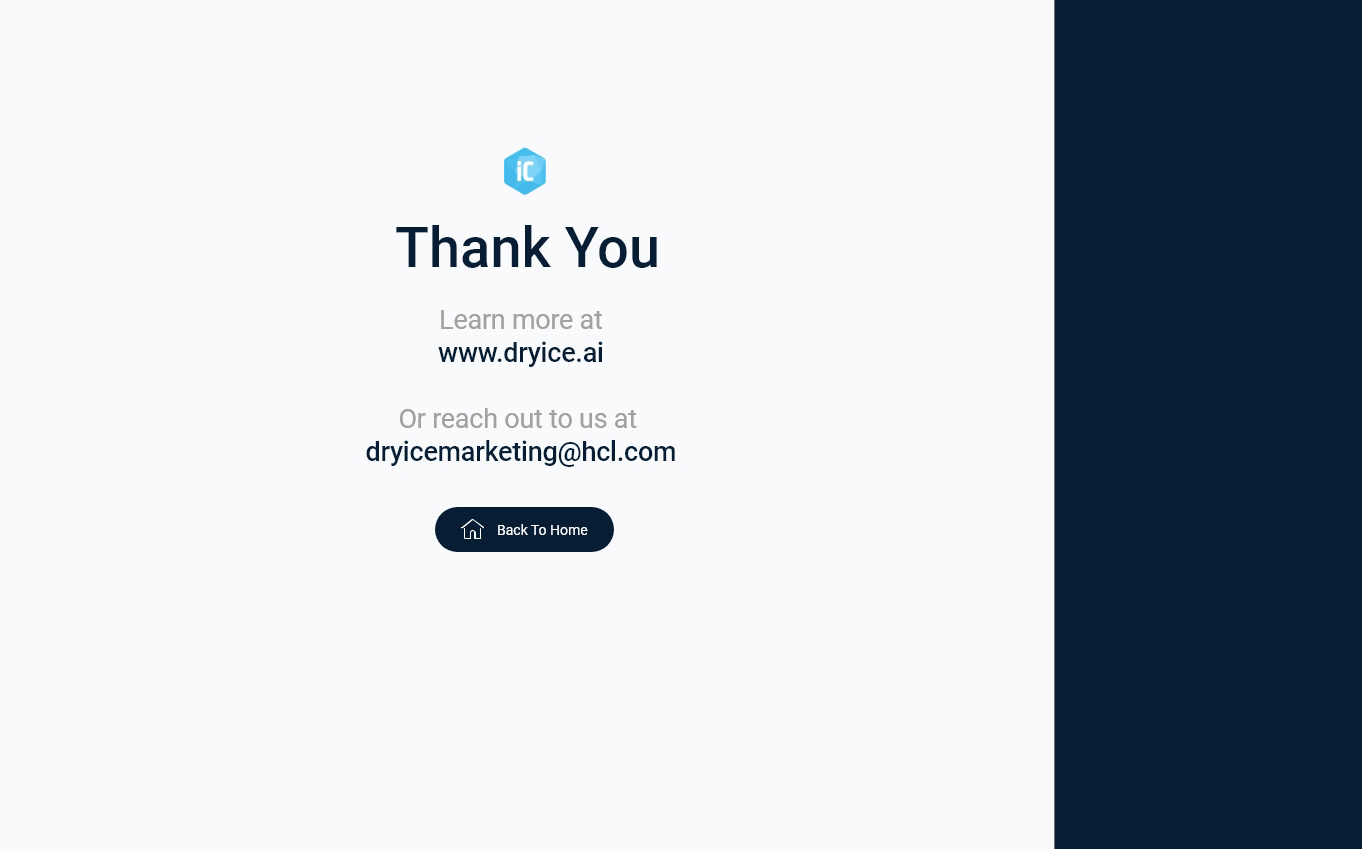 iC
Thank You
Learn more at
www.dryice.ai
Or reach out to us at
dryicemarketing@hcl.com
Back To Home